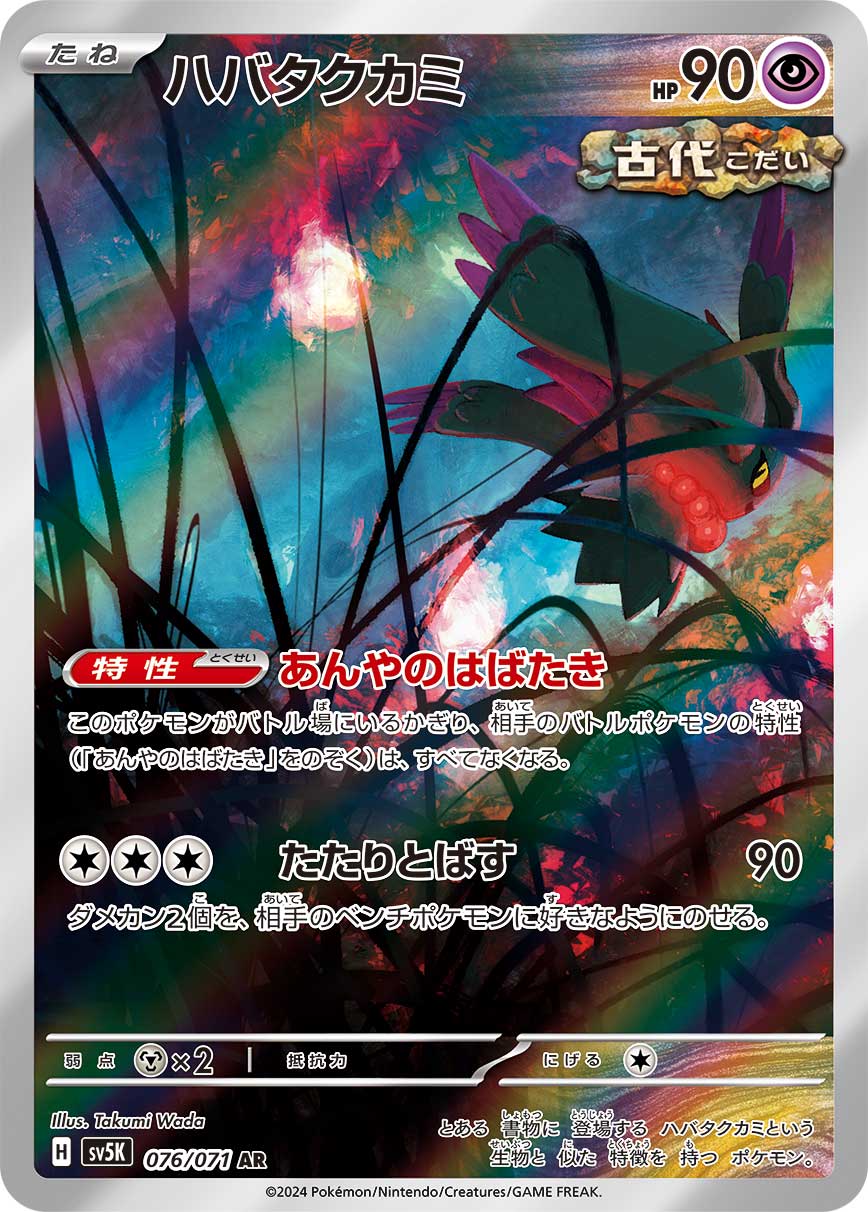 たね
ハバタクカミ
HP 90
古代 こだい
特性 とくせい あんやのはばたき
このポケモンがバトル場にいるかぎり、相手のバトルポケモンの特性
（「あんやのはばたき」をのぞく）は、すべてなくなる。
たたりとばす 90
ダメカン2個を、相手のベンチポケモンに好きなようにのせる。
弱点 ×2 抵抗力 にげる
Illus. Takumi Wada
とある 書物に 登場する ハバタクカミという
生物と 似た 特徴を 持つ ポケモン。
H sv5K 076/071 AR
©2024 Pokémon/Nintendo/Creatures/GAME FREAK.